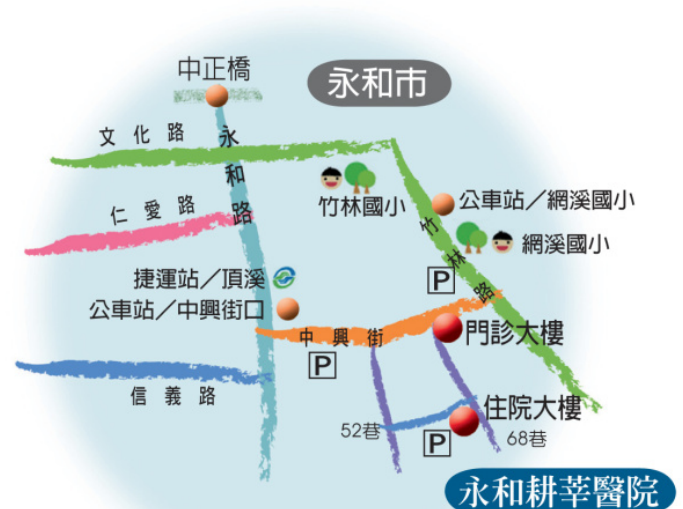 中正橋
永和市
文化路
永和路
竹林國小
公車站／網溪國小
仁愛路
竹林路
網溪國小
捷運站／頂溪
P
公車站／中興街口
中興街
門診大樓
P
信義路
住院大樓
52巷
P
68巷
永和耕莘醫院